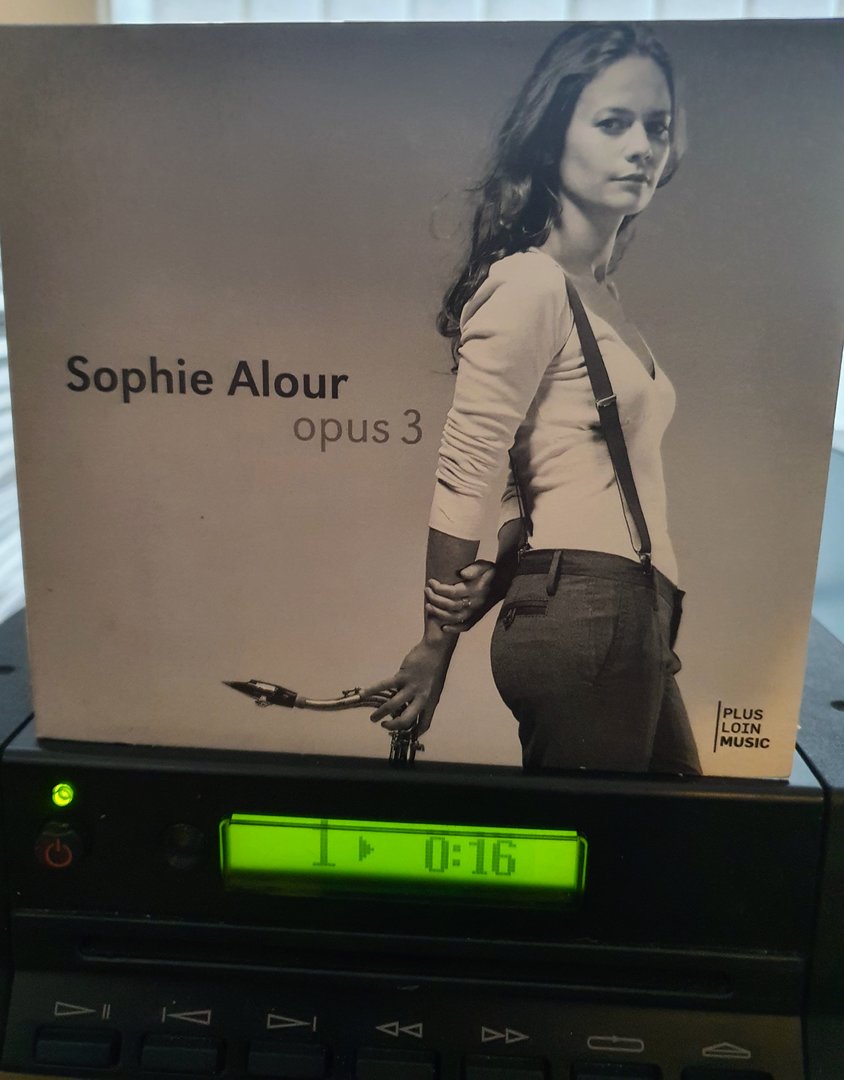 Sophie Alour
opus 3
PLUS
LOIN
MUSIC
1 0:16